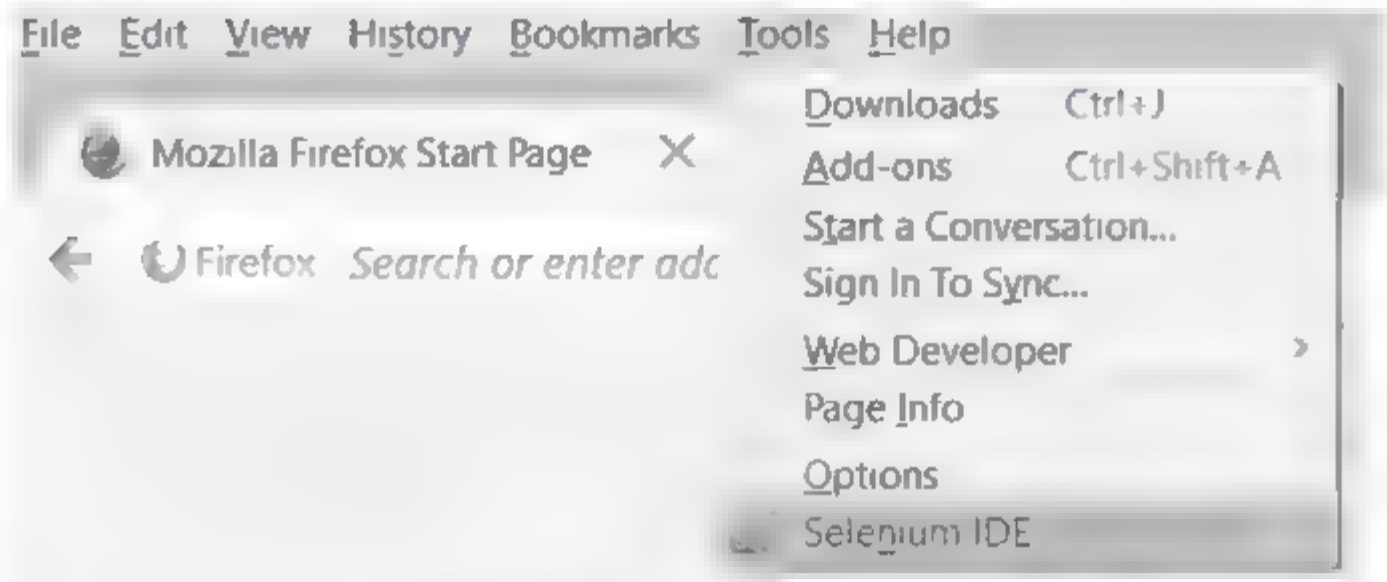 File Edit View History Bookmarks Tools Help
Downloads Ctrl+J
Mozilla Firefox Start Page
Add-ons Ctrl+Shift+A
Start a Conversation...
Firefox Search or enter adc
Sign In To Sync...
Web Developer
Page Info
Options
Selenium IDE